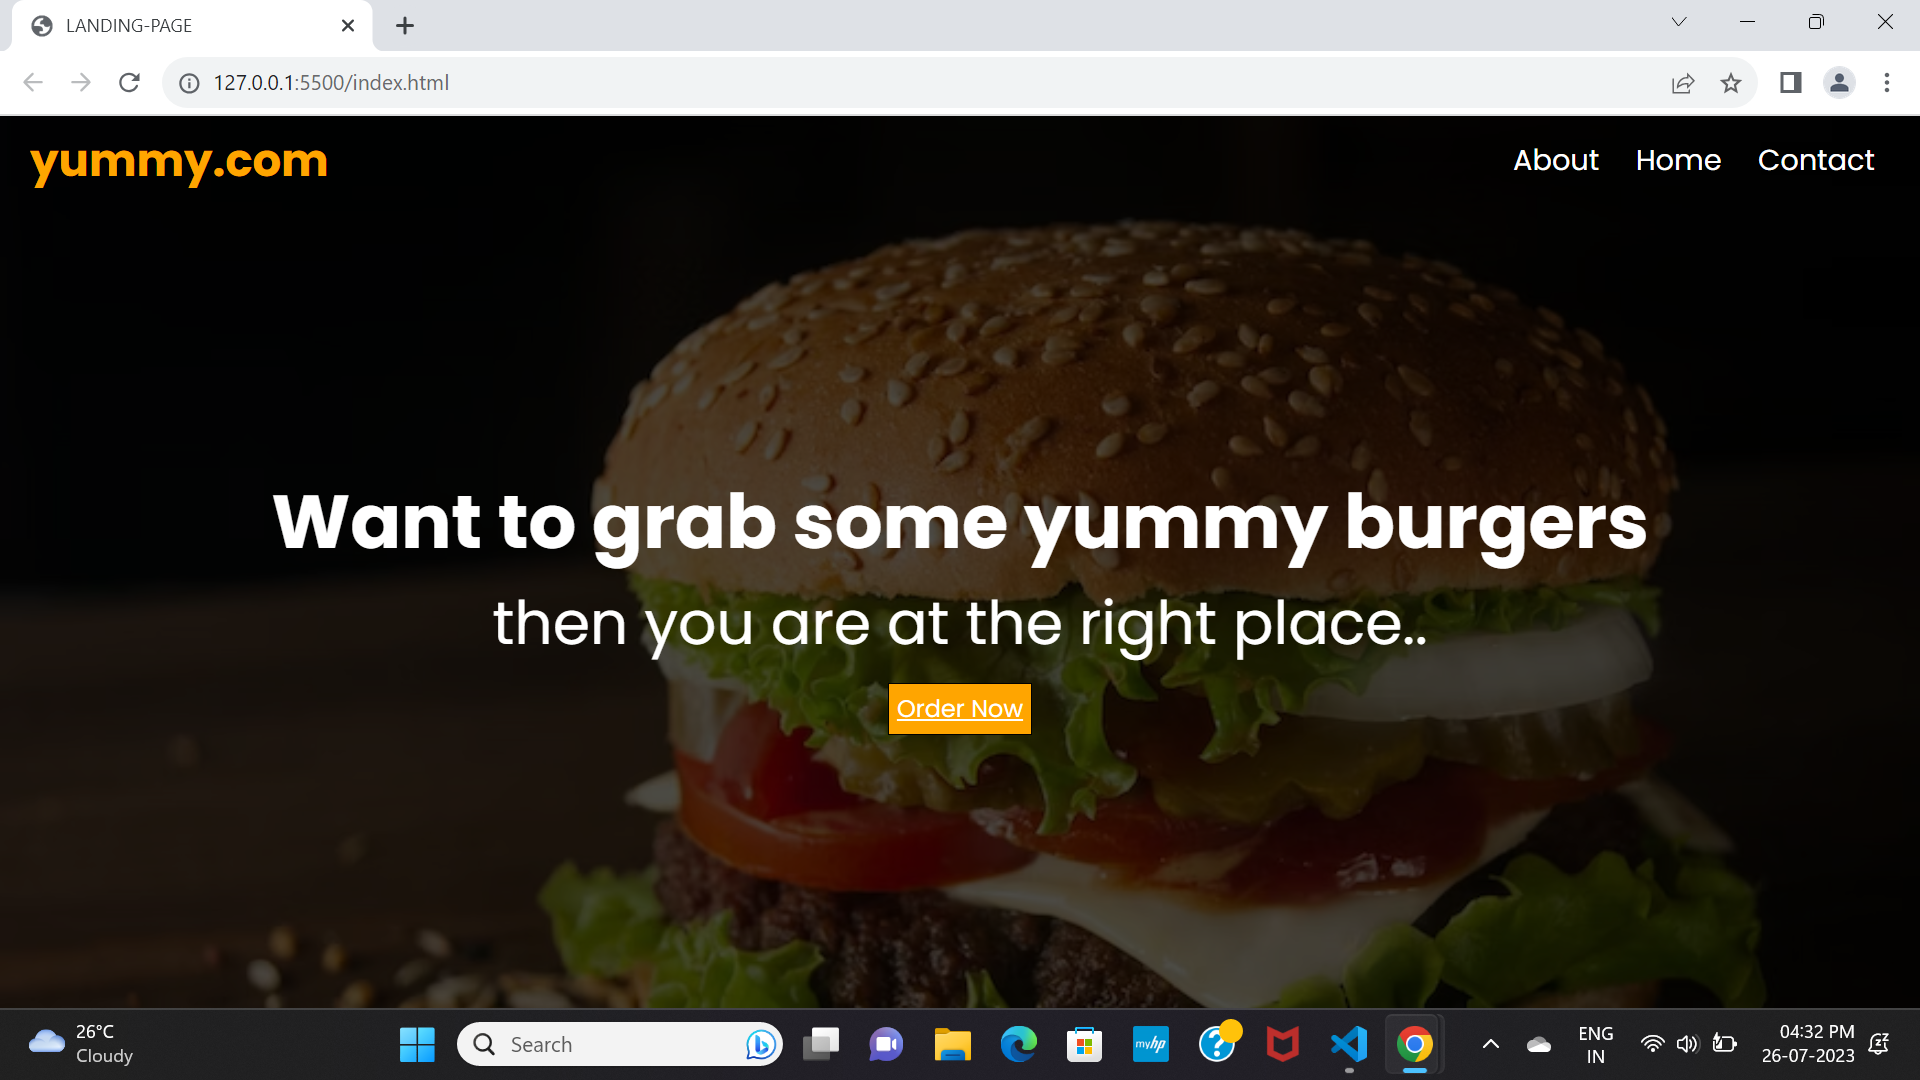 LANDING-PAGE
127.0.0.1:5500/index.html
yummy.com
About Home Contact
Want to grab some yummy burgers
then you are at the right place..
Order Now
26°C
Cloudy
Search
myhp
ENG
IN
04:32 PM
26-07-2023